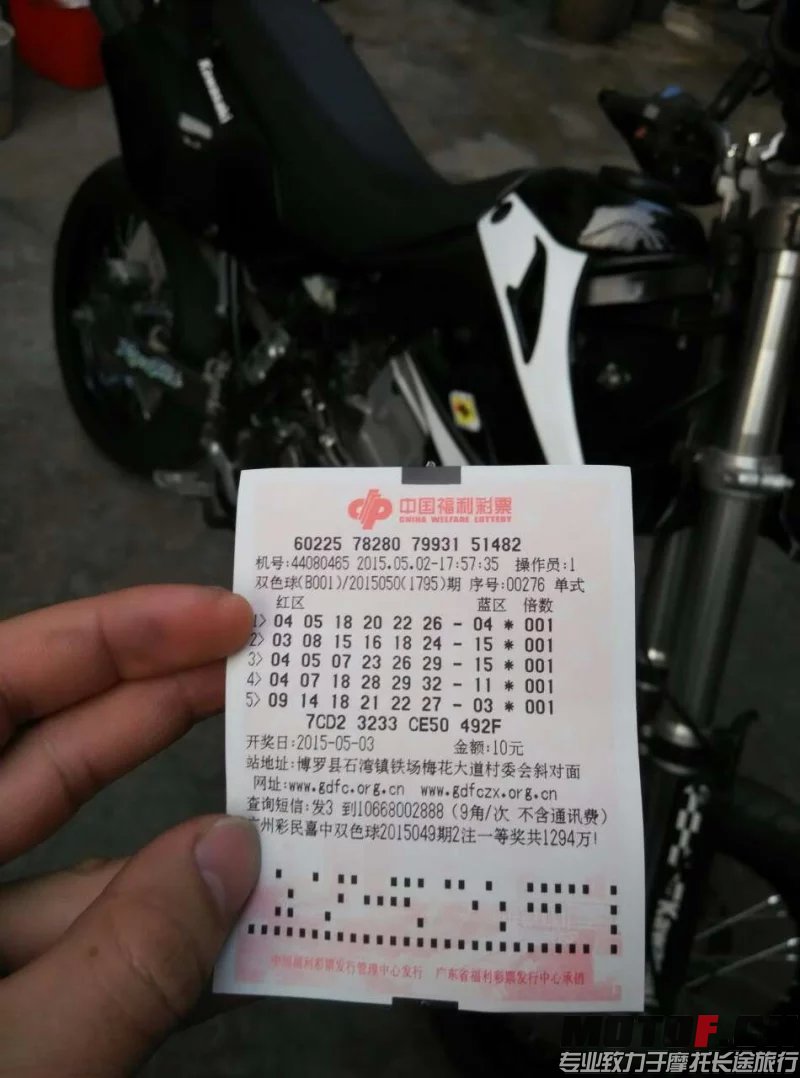 Kawasaki
中国福利彩票
CHINA WELFARE LOTTERY
60225 78280 79931 51482
机号:44080465 2015.05.02-17:57:35 操作员:1
双色球(B001)/2015050(1795)期 序号:00276 单式
红区 蓝区 倍数
1> 04 05 18 20 22 26 - 04 * 001
2> 03 08 15 16 18 24 - 15 * 001
3> 04 05 07 23 26 29 - 15 * 001
4> 04 07 18 28 29 32 - 11 * 001
5> 09 14 18 21 22 27 - 03 * 001
7CD2 3233 CE50 492F
开奖日:2015-05-03 金额:10元
站地址:博罗县石湾镇铁场梅花大道村委会斜对面
网址:www.gdfc.org.cn www.gdfczx.org.cn
查询短信:发3 到10668002888(9角/次 不含通讯费)
广州彩民喜中双色球2015049期2注一等奖共1294万!
中国福利彩票发行管理中心发行 广东省福利彩票发行中心承销
MOTOF.C
专业致力于摩托长途旅行